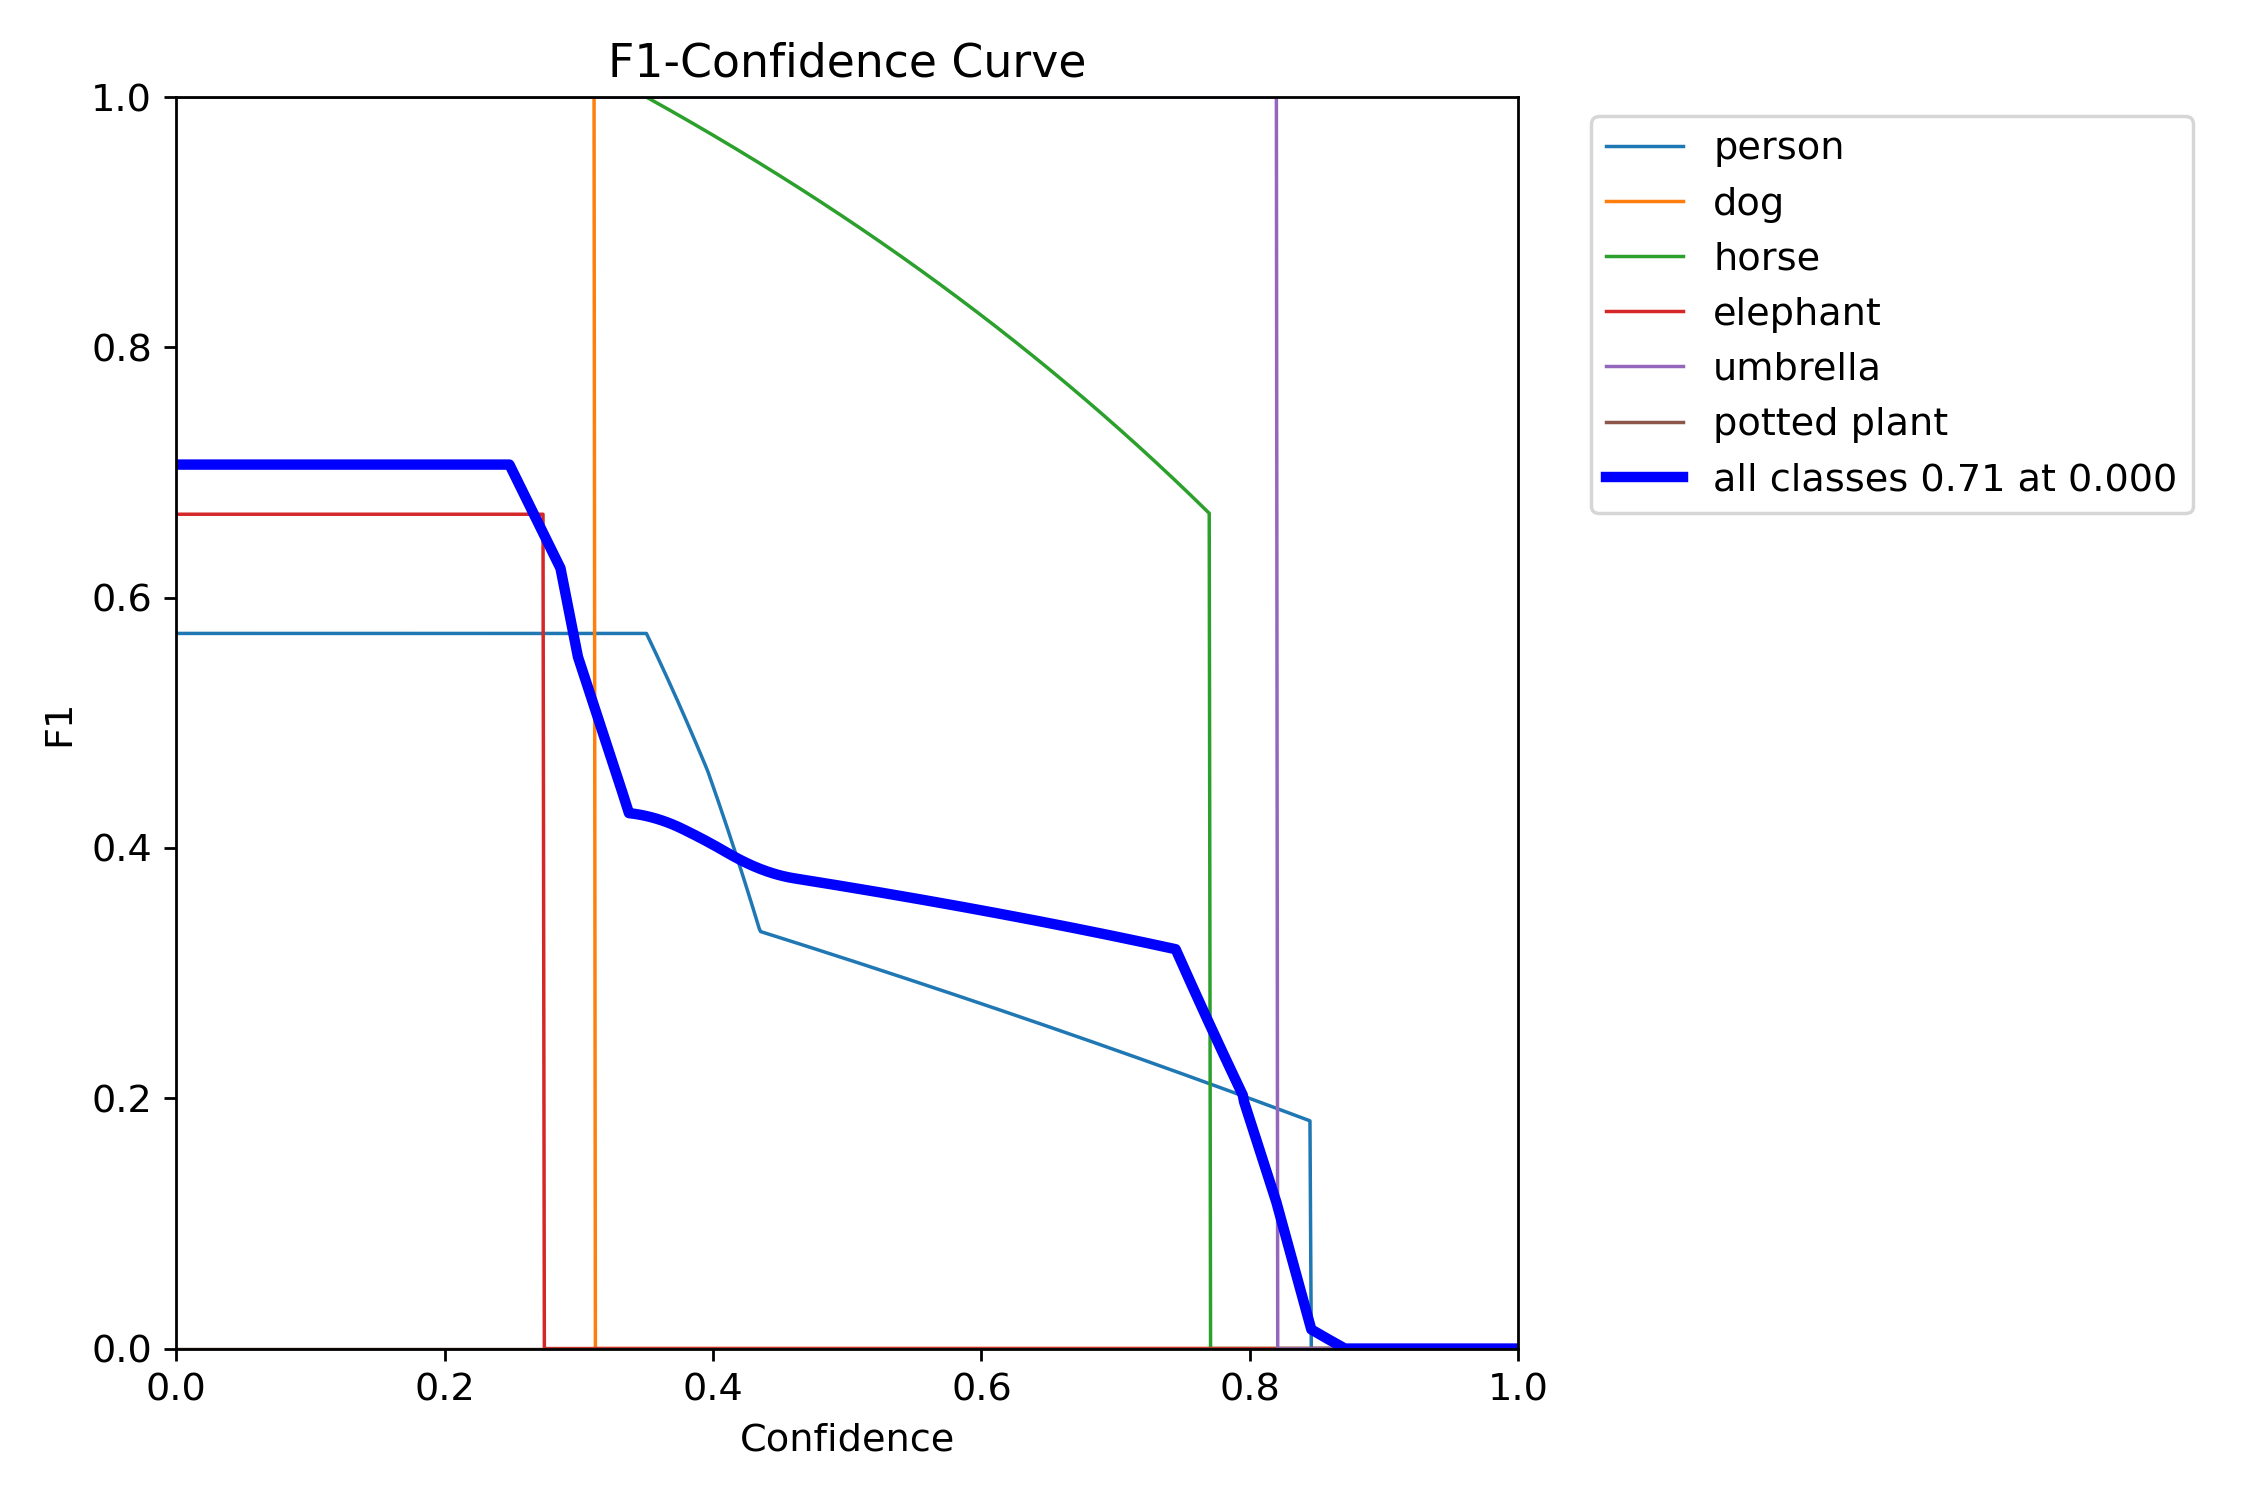 F1-Confidence Curve
1.0
0.8
0.6
0.4
0.2
0.0
F1
0.0 0.2 0.4 0.6 0.8 1.0
Confidence
person
dog
horse
elephant
umbrella
potted plant
all classes 0.71 at 0.000